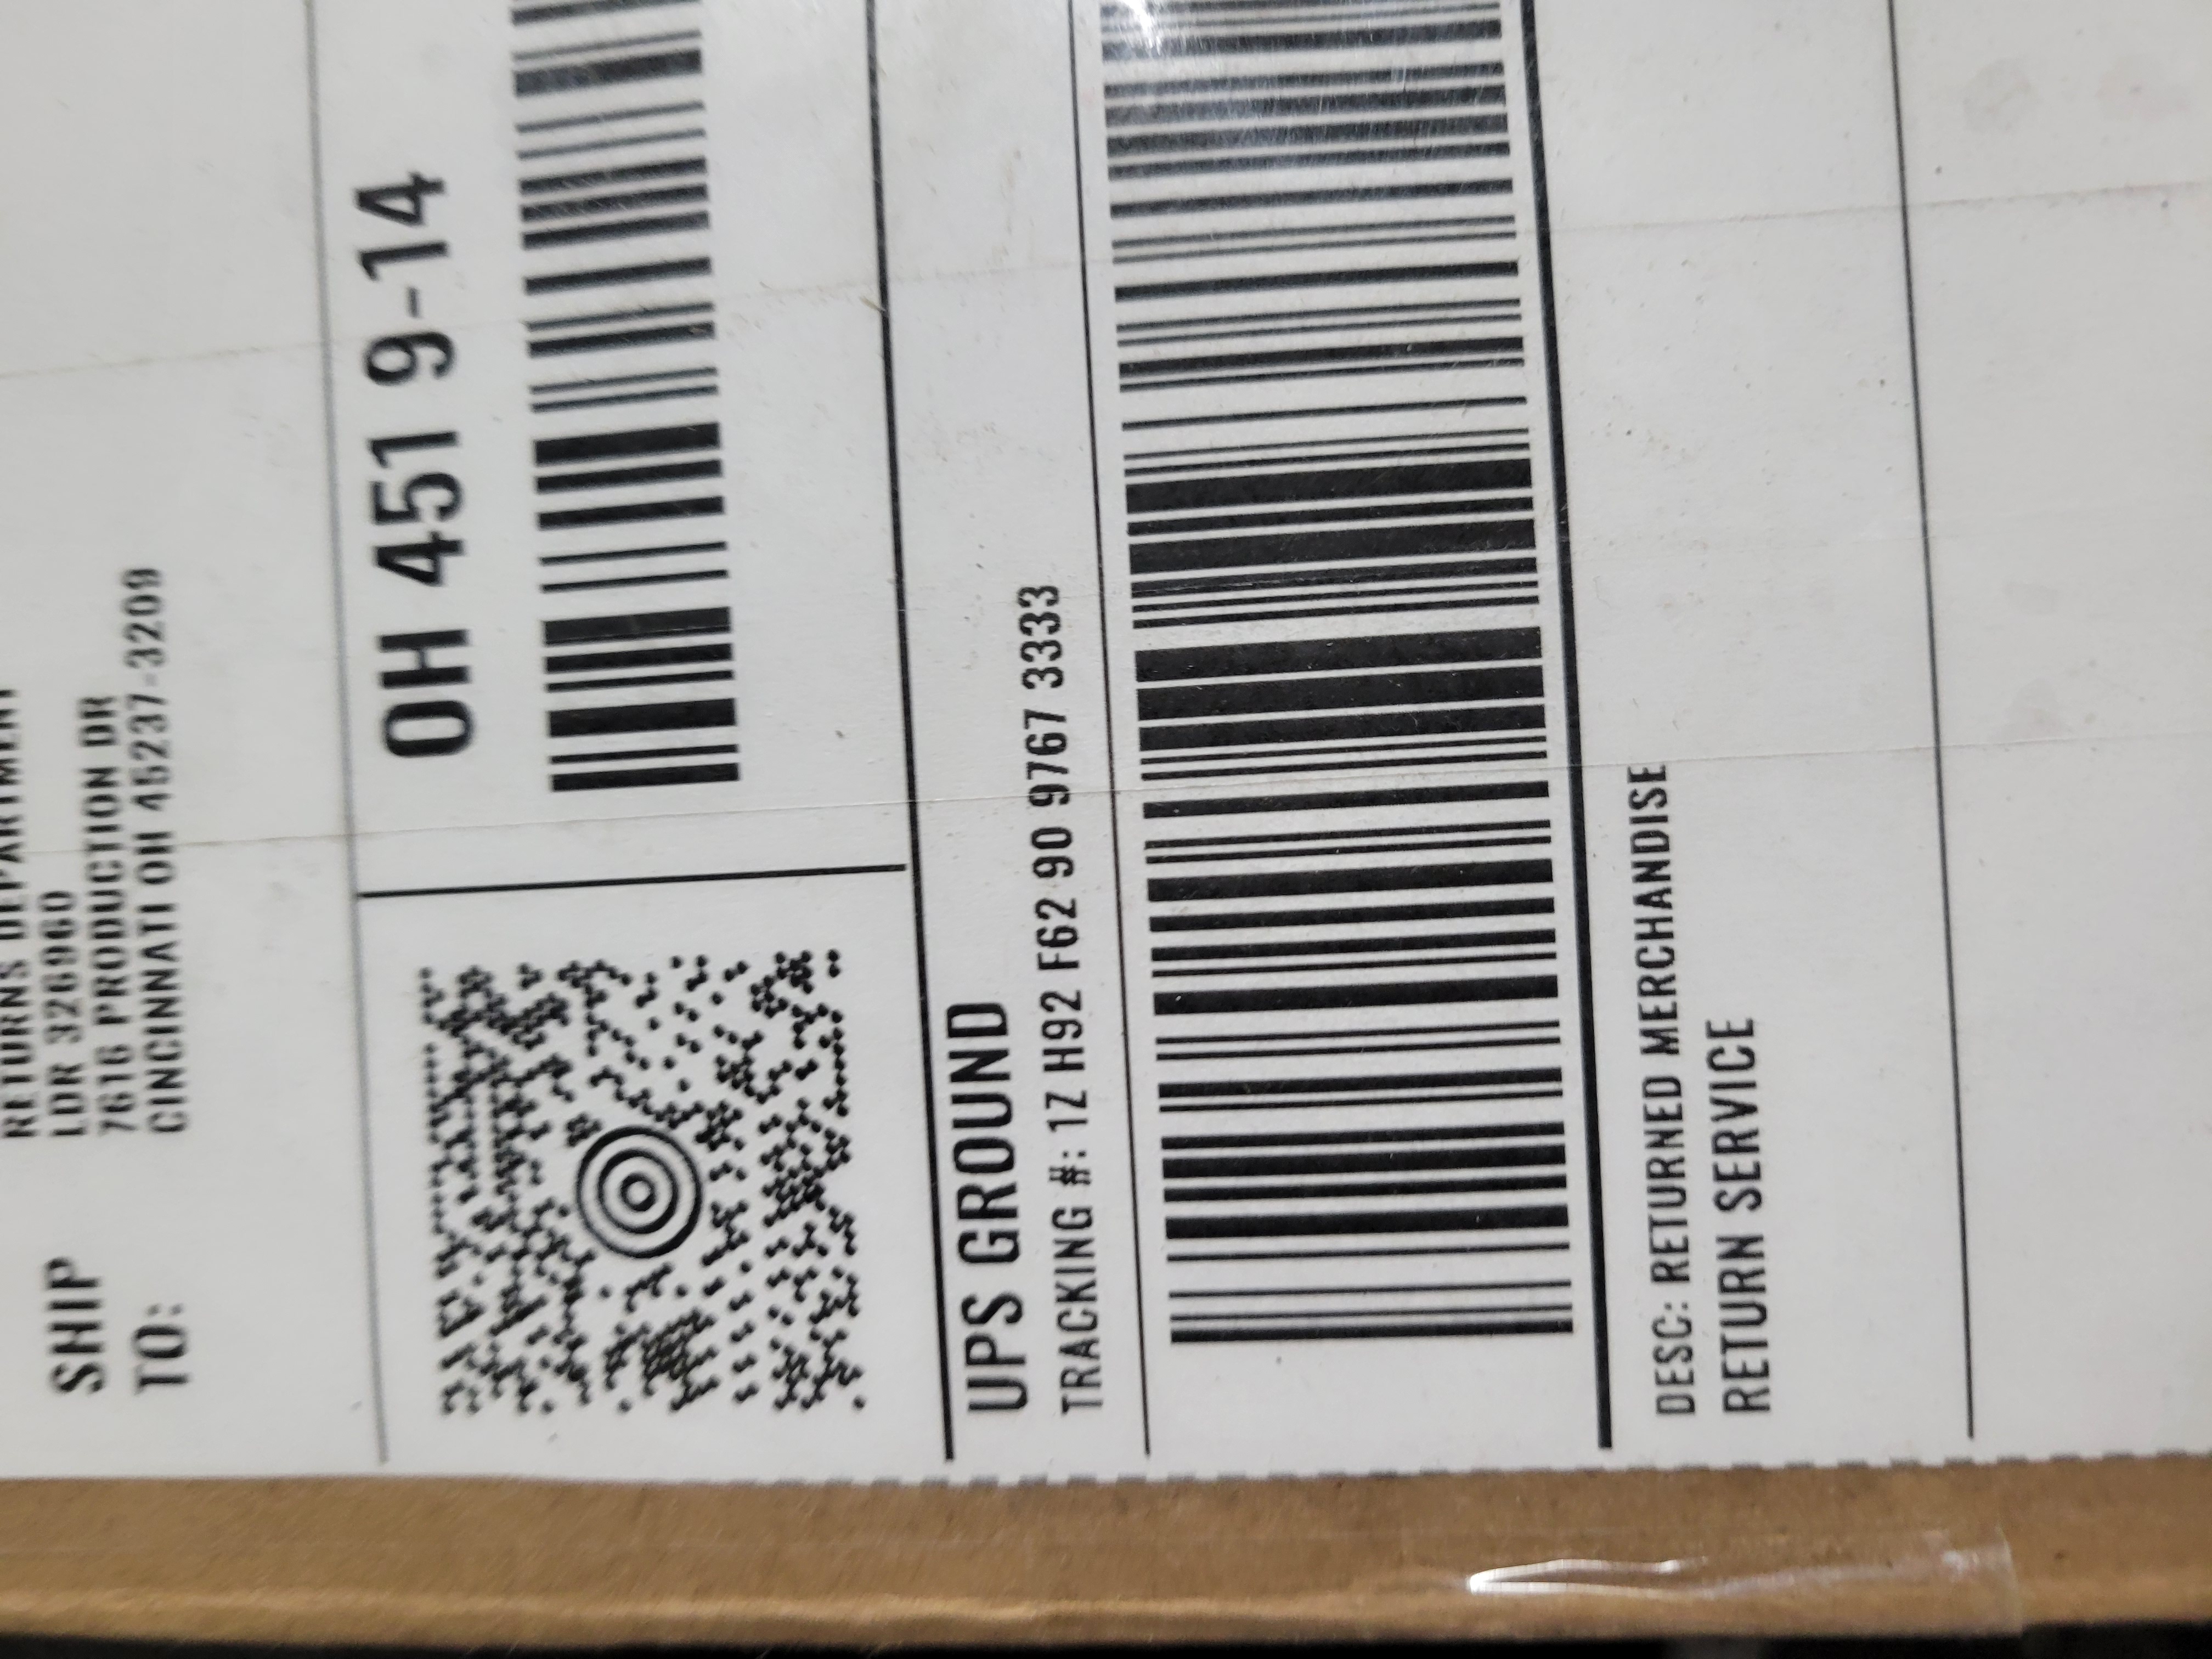 SHIP
TO:
RETURNS DEPARTMENT
LDR 326960
7616 PRODUCTION DR
CINCINNATI OH 45237-3209
OH 451 9-14
UPS GROUND
TRACKING #: 1Z H92 F62 90 9767 3333
DESC: RETURNED MERCHANDISE
RETURN SERVICE